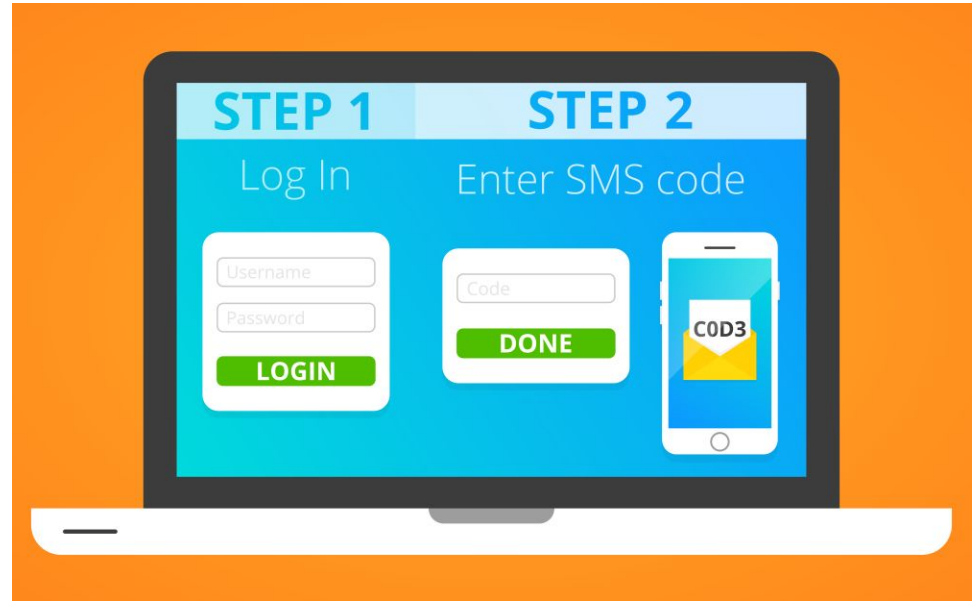 STEP 1
Log In
Username
Password
LOGIN
STEP 2
Enter SMS code
Code
DONE
C0D3